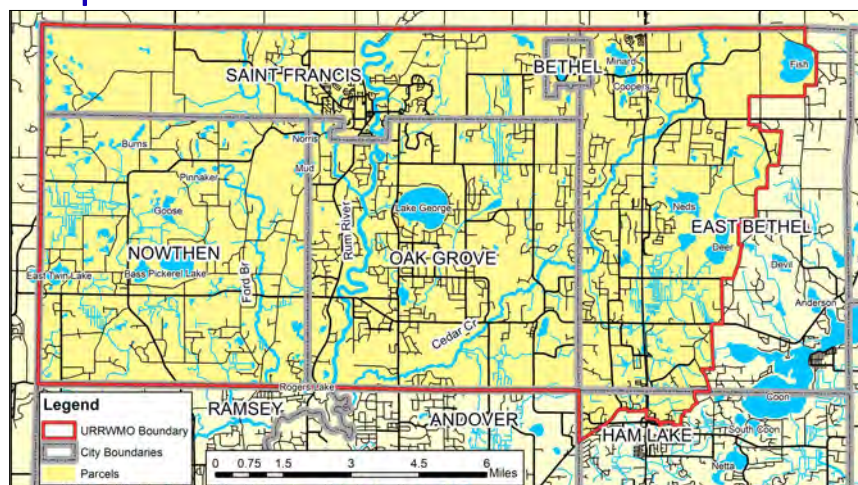 Fish
SAINT FRANCIS
BETHEL
Minard
Coopers
Burns
Norris
Mud
Pinnaker
Goose
Lake George
Rum River
Neds
EAST BETHEL
Deer
NOWTHEN
OAK GROVE
Devil
East Twin Lake
Bass Pickerel Lake
Ford Br
Anderson
Cedar Cr
Rogers Lake
Coon
Legend
URRWMO Boundary
City Boundaries
Parcels
RAMSEY
ANDOVER
HAM LAKE
South Coon
Netta
0 0.75 1.5 3 4.5 6
Miles